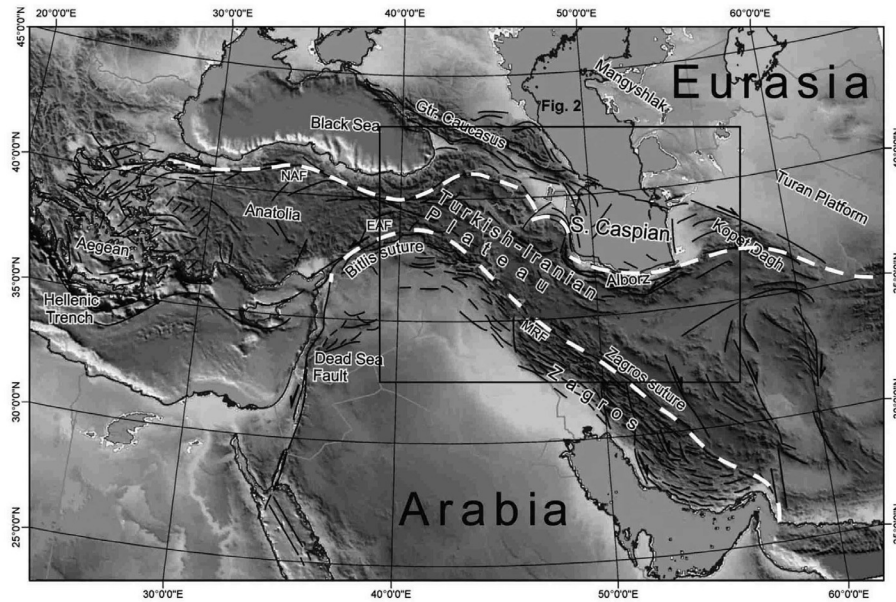 20°0'0"E 30°0'0"E 40°0'0"E 50°0'0"E 60°0'0"E
45°0'0"N
40°0'0"N
35°0'0"N
30°0'0"N
25°0'0"N
Eurasia
Mangyshlak
Fig. 2
Gtr. Caucasus
Black Sea
Turan Platform
NAF
Anatolia
EAF
Bitlis suture
Turkish-Iranian
Plateau
S. Caspian
Kopet Dagh
Alborz
Aegean
Hellenic
Trench
Dead Sea
Fault
MRF
Zagros suture
Zagros
Arabia
30°0'0"E 40°0'0"E 50°0'0"E 60°0'0"E